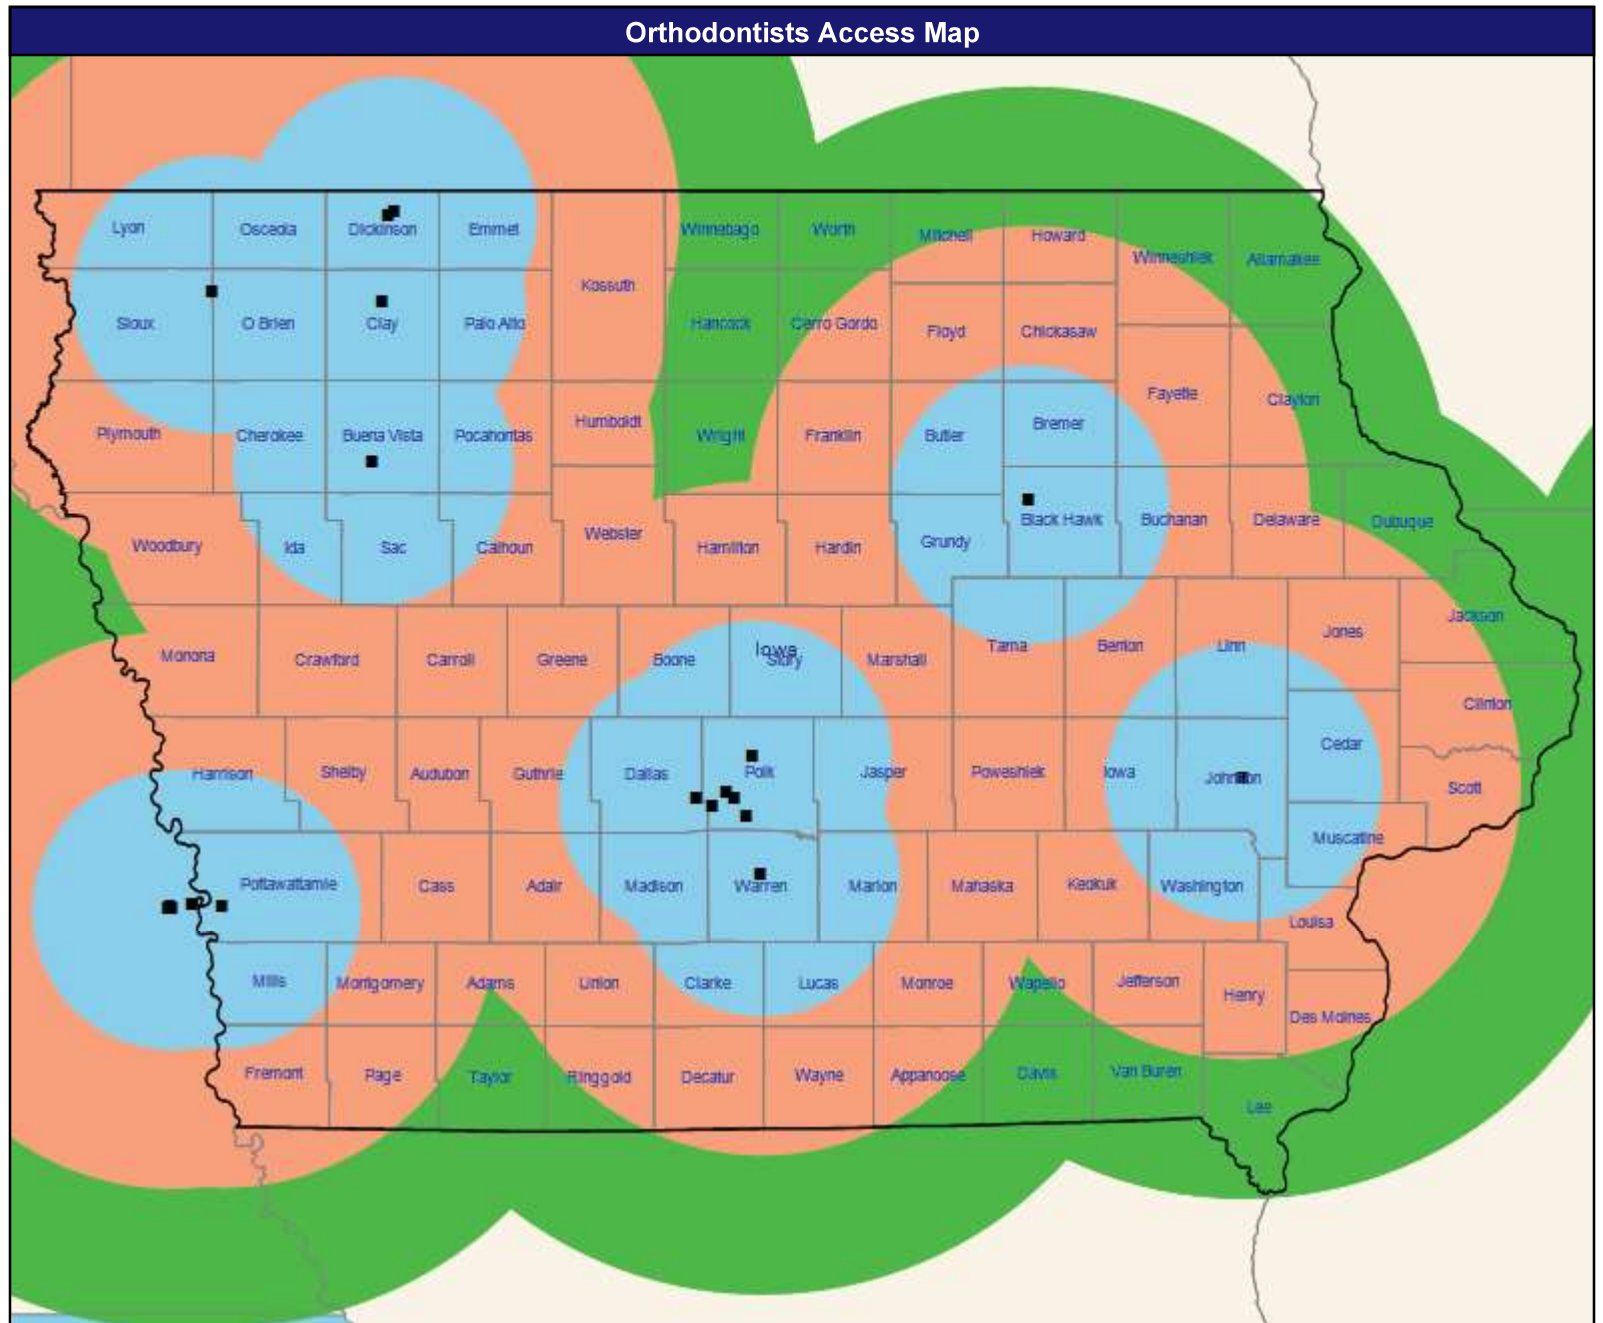 Orthodontists Access Map
Lyon
Osceola
Dickinson
Emmet
Winnebago
Worth
Mitchell
Howard
Winneshiek
Allamakee
Kossuth
Sioux
O Brien
Clay
Palo Alto
Hancock
Cerro Gordo
Floyd
Chickasaw
Fayette
Clayton
Plymouth
Cherokee
Buena Vista
Pocahontas
Humboldt
Wright
Franklin
Butler
Bremer
Woodbury
Ida
Sac
Calhoun
Webster
Hamilton
Hardin
Grundy
Black Hawk
Buchanan
Delaware
Dubuque
Jackson
Monona
Crawford
Carroll
Greene
Boone
Iowa
Story
Marshall
Tama
Benton
Linn
Jones
Clinton
Harrison
Shelby
Audubon
Guthrie
Dallas
Polk
Jasper
Poweshiek
Iowa
Johnson
Cedar
Scott
Muscatine
Pottawattamie
Cass
Adair
Madison
Warren
Marion
Mahaska
Keokuk
Washington
Louisa
Mills
Montgomery
Adams
Union
Clarke
Lucas
Monroe
Wapello
Jefferson
Henry
Des Moines
Fremont
Page
Taylor
Ringgold
Decatur
Wayne
Appanoose
Davis
Van Buren
Lee